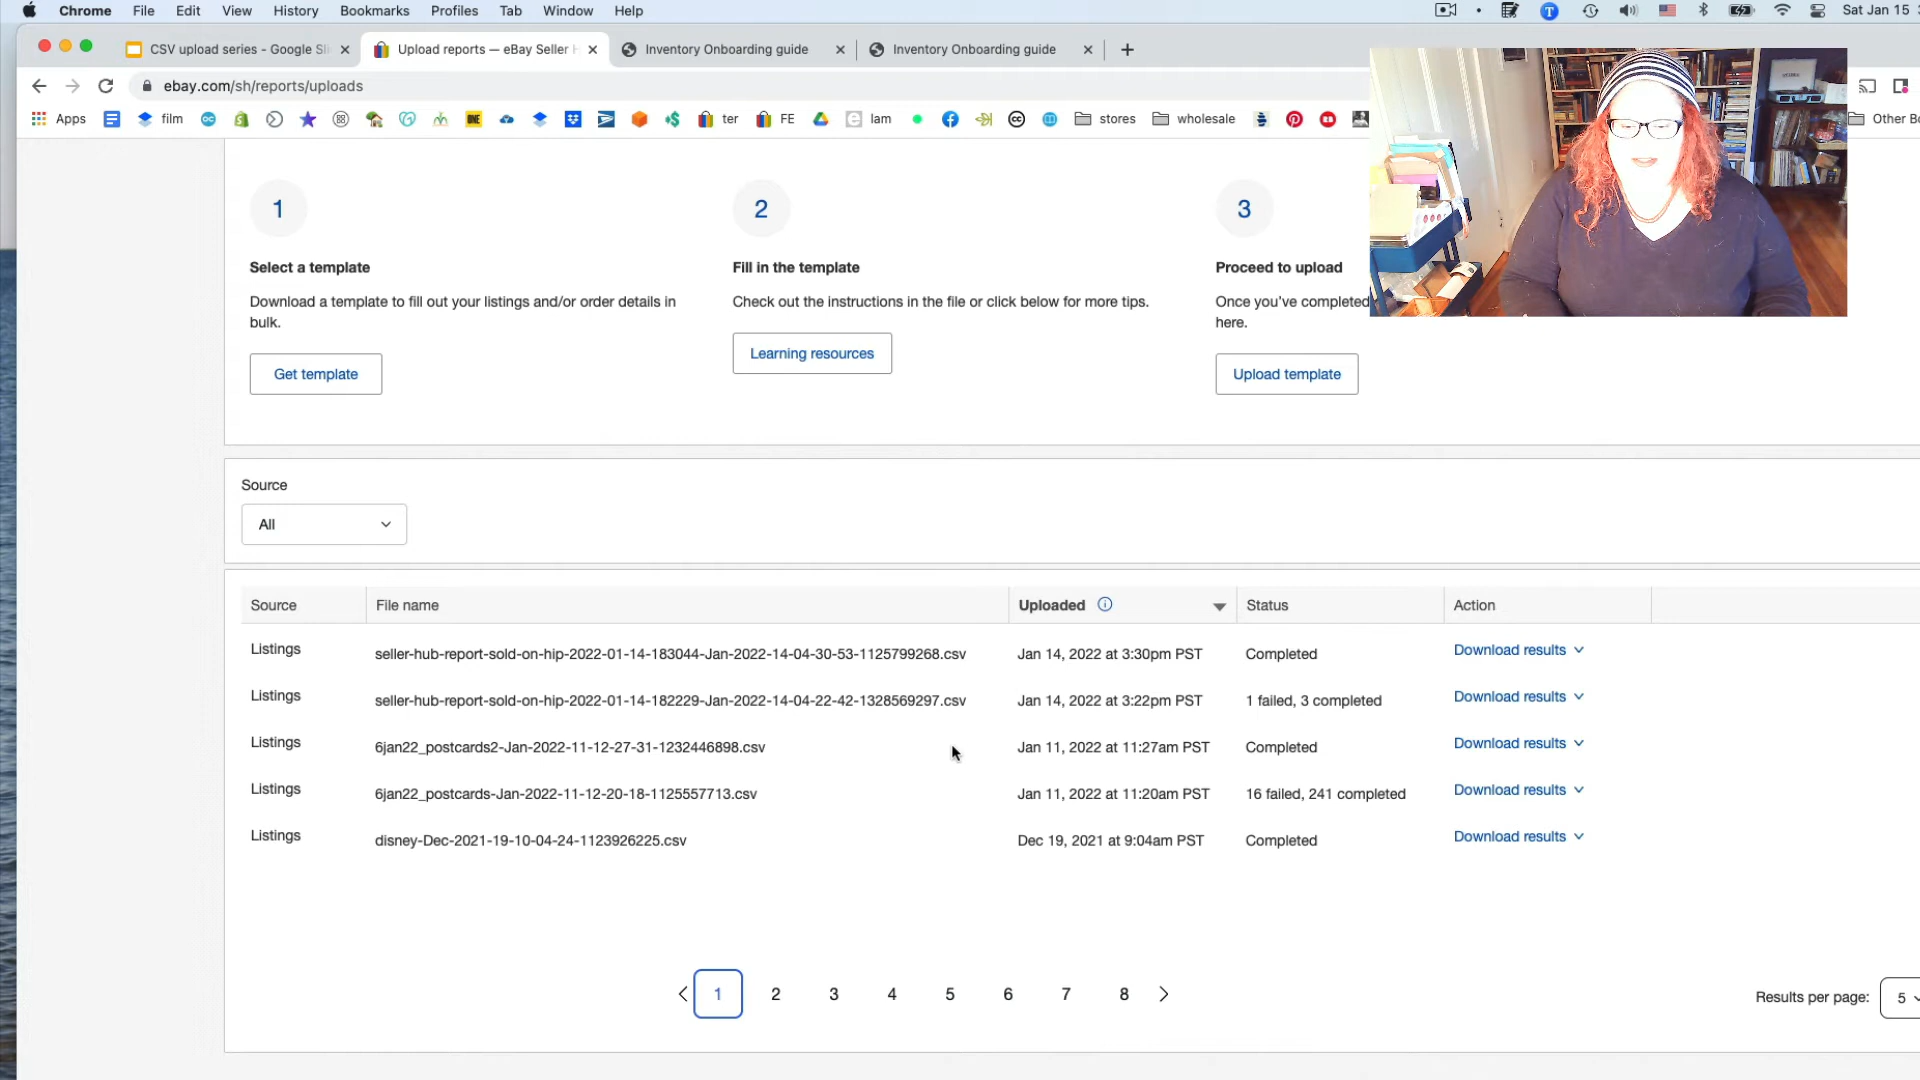 Chrome File Edit View History Bookmarks Profiles Tab Window Help
Sat Jan 15
CSV upload series - Google Sli
Upload reports — eBay Seller H
Inventory Onboarding guide
Inventory Onboarding guide
ebay.com/sh/reports/uploads
Apps film ter FE lam stores wholesale Other Bo
1
2
3
Select a template
Fill in the template
Proceed to upload
Download a template to fill out your listings and/or order details in
bulk.
Check out the instructions in the file or click below for more tips.
Once you've completed
here.
Get template
Learning resources
Upload template
Source
All
Source File name Uploaded Status Action
Listings seller-hub-report-sold-on-hip-2022-01-14-183044-Jan-2022-14-04-30-53-1125799268.csv Jan 14, 2022 at 3:30pm PST Completed Download results
Listings seller-hub-report-sold-on-hip-2022-01-14-182229-Jan-2022-14-04-22-42-1328569297.csv Jan 14, 2022 at 3:22pm PST 1 failed, 3 completed Download results
Listings 6jan22_postcards2-Jan-2022-11-12-27-31-1232446898.csv Jan 11, 2022 at 11:27am PST Completed Download results
Listings 6jan22_postcards-Jan-2022-11-12-20-18-1125557713.csv Jan 11, 2022 at 11:20am PST 16 failed, 241 completed Download results
Listings disney-Dec-2021-19-10-04-24-1123926225.csv Dec 19, 2021 at 9:04am PST Completed Download results
1 2 3 4 5 6 7 8
Results per page: 5